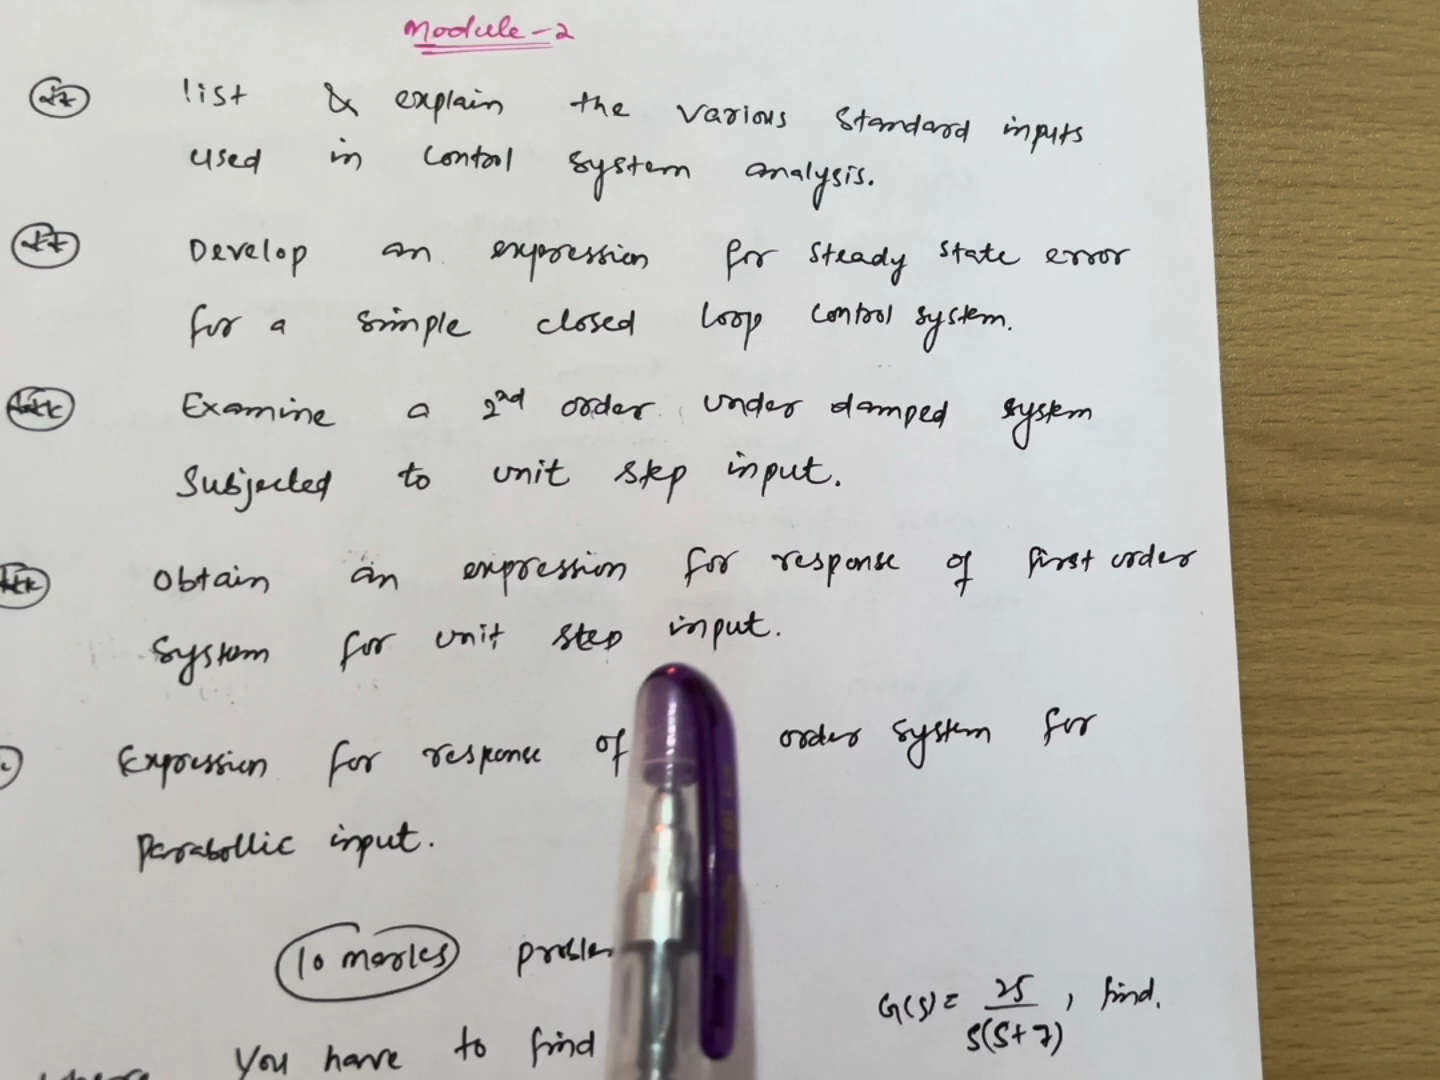 Module-2
** list & explain the various standard inputs
used in control system analysis.
** Develop an expression for steady state error
for a simple closed loop control system.
*** Examine a 2nd order under damped system
Subjected to unit step input.
obtain an expression for response of first order
system for unit step input.
Expression for response of order system for
Parabollic input.
10 marks
G(s) = 25/s(s+7), find.
You have to find